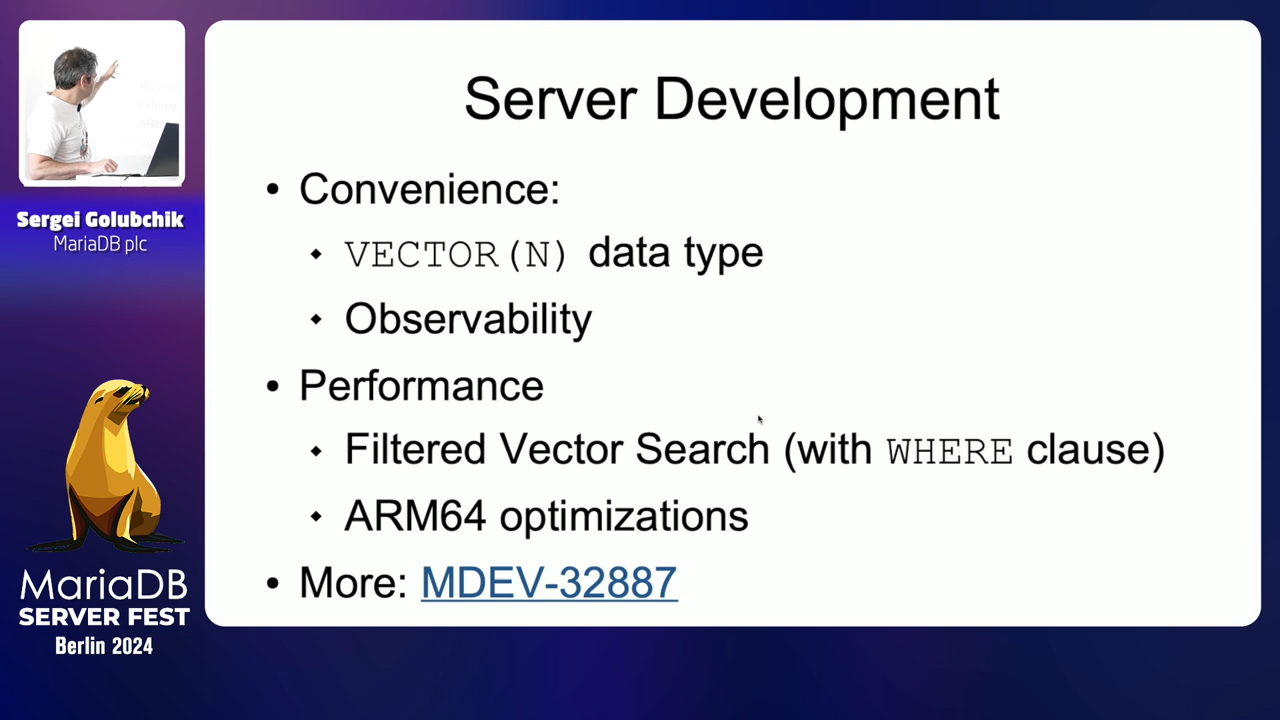 Server Development
• Convenience:
VECTOR(N) data type
Observability
• Performance
Filtered Vector Search (with WHERE clause)
ARM64 optimizations
• More: MDEV-32887
Sergei Golubchik
MariaDB plc
MariaDB
SERVER FEST
Berlin 2024